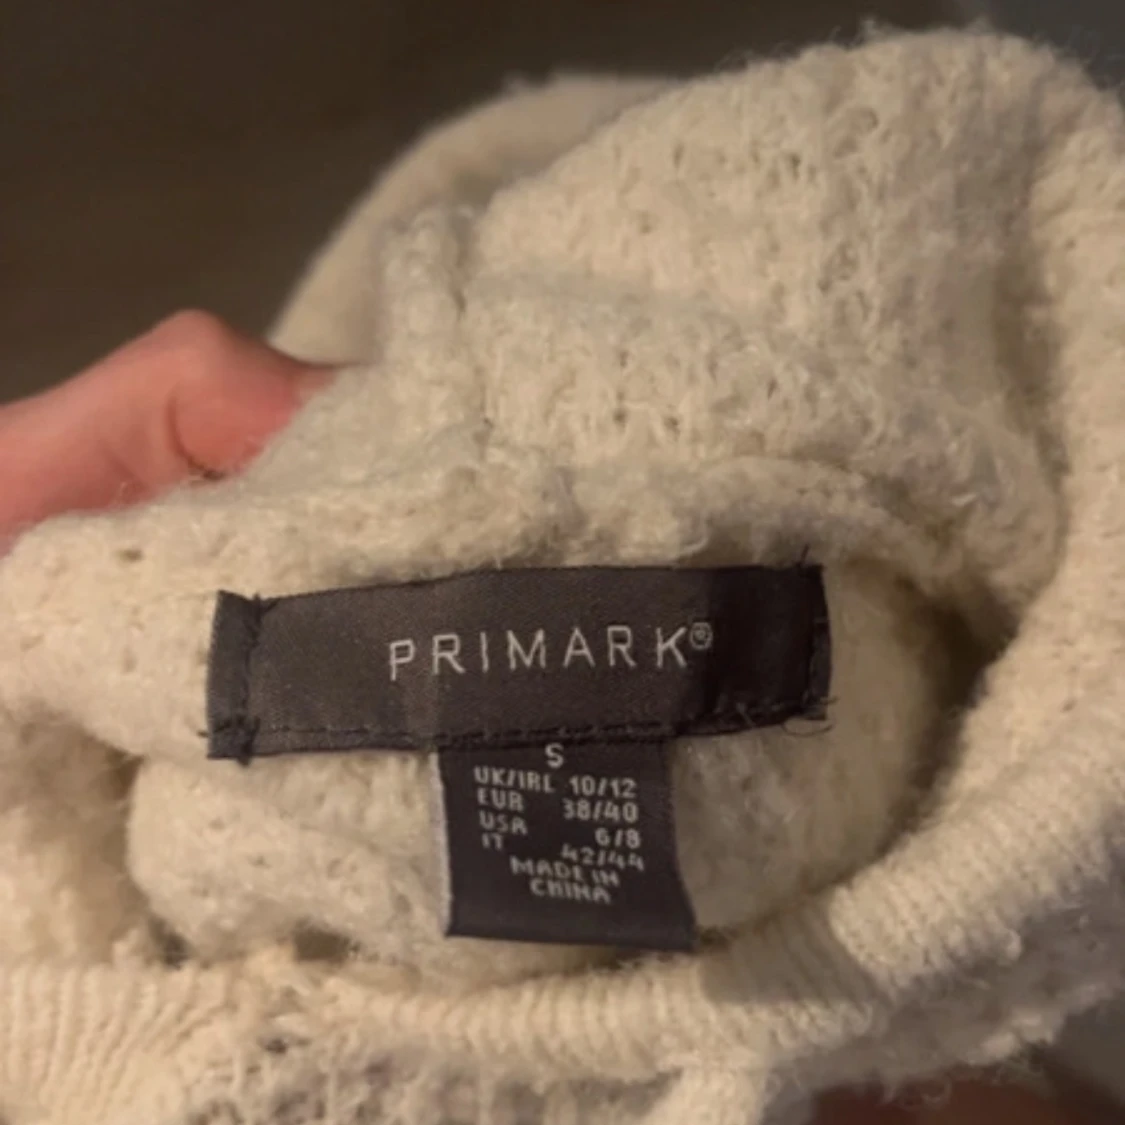 PRIMARK®
S
UK/IRL 10/12
EUR 38/40
USA 6/8
IT 42/44
MADE IN
CHINA